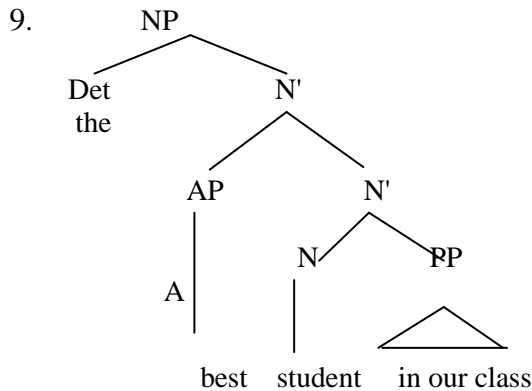 9. NP
Det N'
the
AP N'
N PP
A
best student in our class